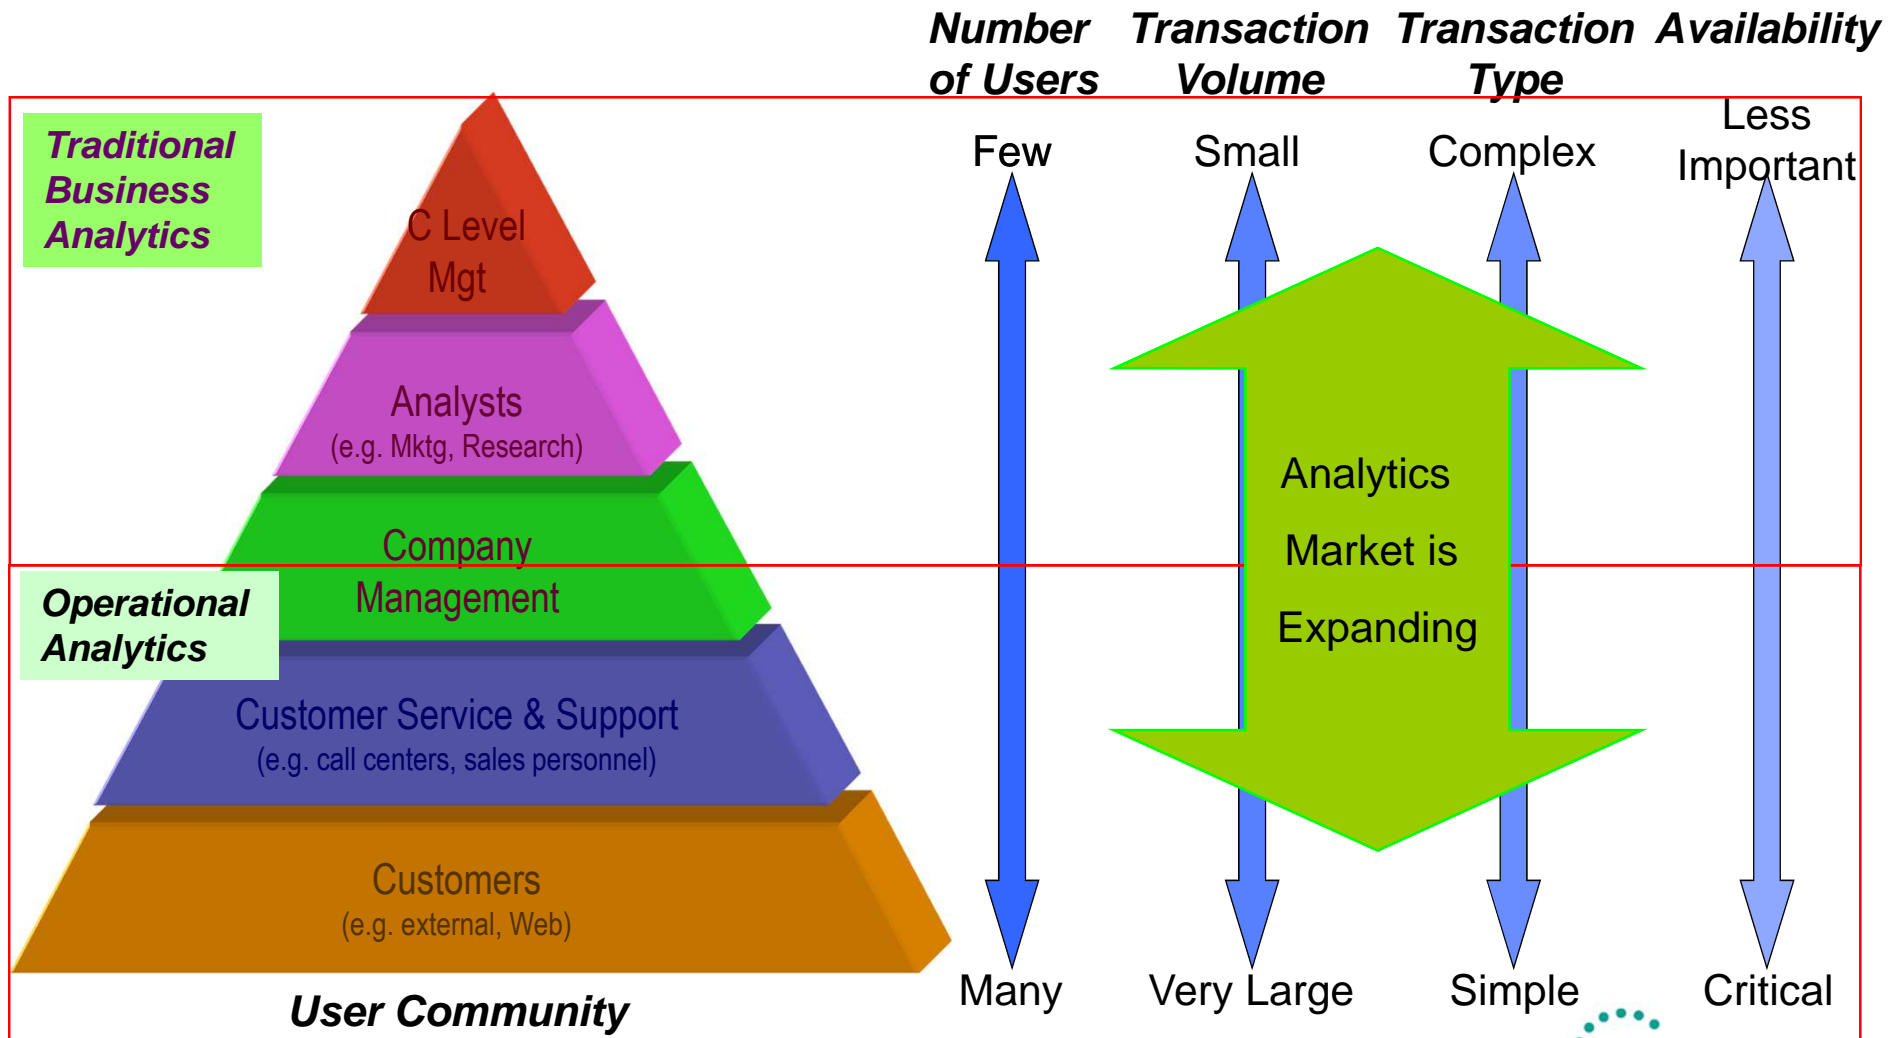 Number
of Users
Transaction
Volume
Transaction
Type
Availability
Traditional
Business
Analytics
Few
Small
Complex
Less
Important
C Level
Mgt
Analysts
(e.g. Mktg, Research)
Company
Management
Analytics
Market is
Expanding
Operational
Analytics
Customer Service & Support
(e.g. call centers, sales personnel)
Customers
(e.g. external, Web)
Many
Very Large
Simple
Critical
User Community